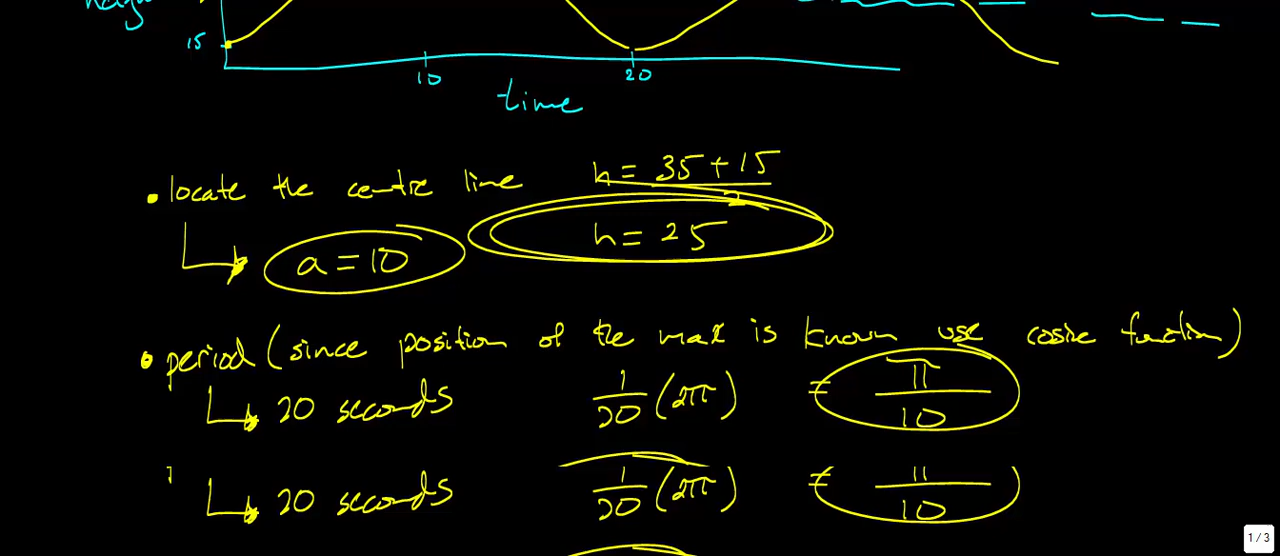 height
15
10
20
time
• locate the centre line h = 35 + 15
2
h = 25
a = 10
• period (since position of the max is known use cosine function)
20 seconds 1/20 (2π) = π/10
20 seconds 1/20 (2π) = π/10
1 / 3